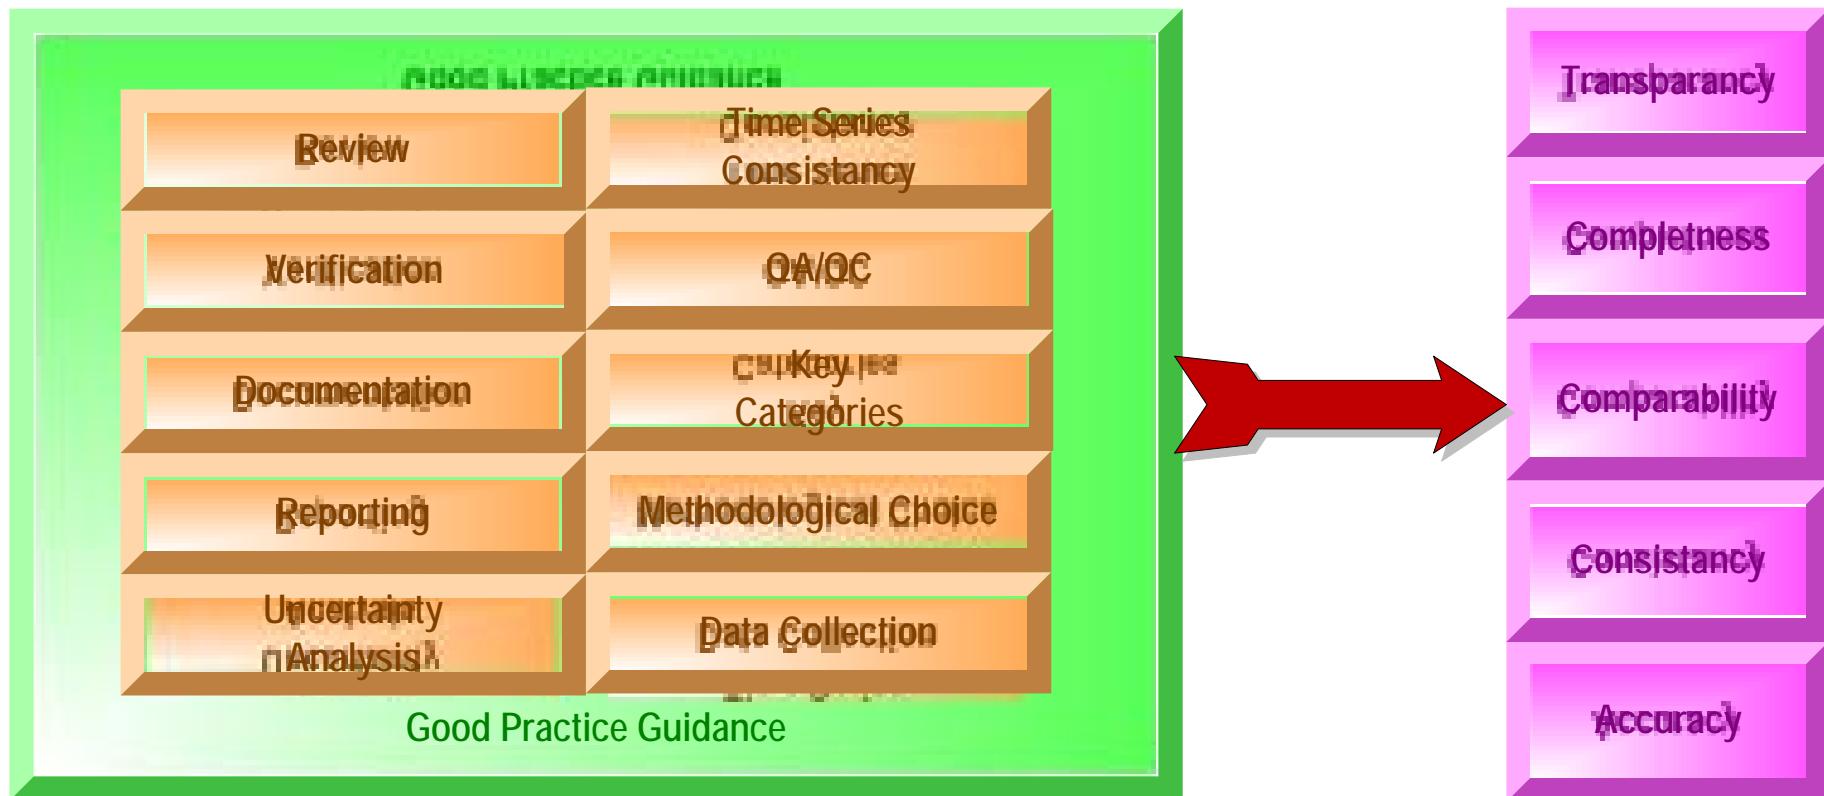 Review
Time Series
Consistancy
Verification
QA/QC
Documentation
Key
Categories
Reporting
Methodological Choice
Uncertainty
Analysis
Data Collection
Good Practice Guidance
Transparancy
Completness
Comparability
Consistancy
Accuracy